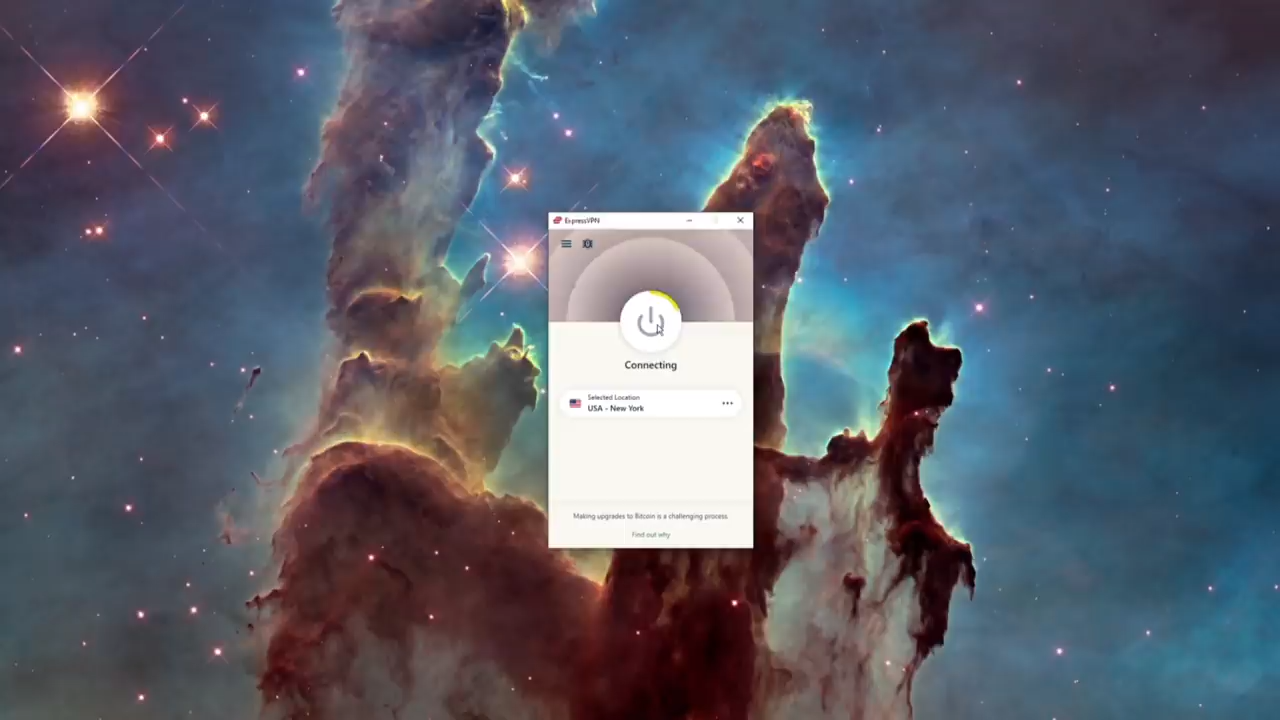 ExpressVPN
Connecting
Selected Location
USA - New York
Making upgrades to Bitcoin is a challenging process.
Find out why